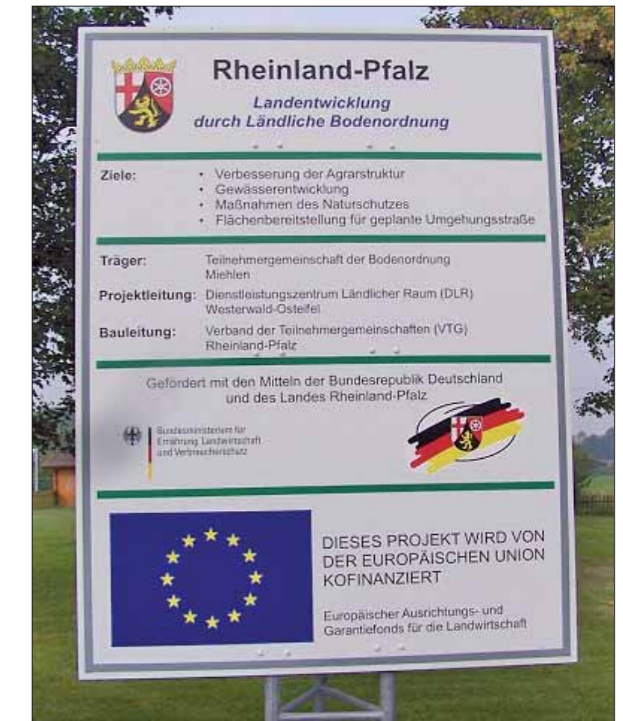 Rheinland-Pfalz
Landentwicklung
durch Ländliche Bodenordnung
Ziele: • Verbesserung der Agrarstruktur
• Gewässerentwicklung
• Maßnahmen des Naturschutzes
• Flächenbereitstellung für geplante Umgehungsstraße
Träger: Teilnehmergemeinschaft der Bodenordnung
Miehlen
Projektleitung: Dienstleistungszentrum Ländlicher Raum (DLR)
Westerwald-Osteifel
Bauleitung: Verband der Teilnehmergemeinschaften (VTG)
Rheinland-Pfalz
Gefördert mit den Mitteln der Bundesrepublik Deutschland
und des Landes Rheinland-Pfalz
Bundesministerium für
Ernährung, Landwirtschaft
und Verbraucherschutz
DIESES PROJEKT WIRD VON
DER EUROPÄISCHEN UNION
KOFINANZIERT
Europäischer Ausrichtungs- und
Garantiefonds für die Landwirtschaft